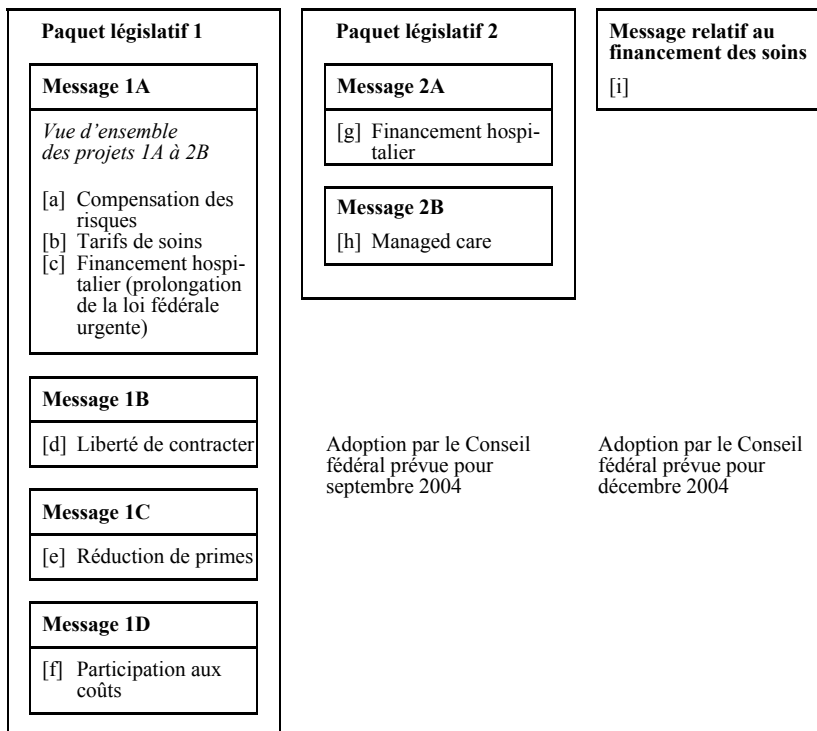 Paquet législatif 1
Message 1A
Vue d'ensemble
des projets 1A à 2B
[a] Compensation des
risques
[b] Tarifs de soins
[c] Financement hospi-
talier (prolongation
de la loi fédérale
urgente)
Message 1B
[d] Liberté de contracter
Message 1C
[e] Réduction de primes
Message 1D
[f] Participation aux
coûts
Paquet législatif 2
Message 2A
[g] Financement hospi-
talier
Message 2B
[h] Managed care
Adoption par le Conseil
fédéral prévue pour
septembre 2004
Message relatif au
financement des soins
[i]
Adoption par le Conseil
fédéral prévue pour
décembre 2004